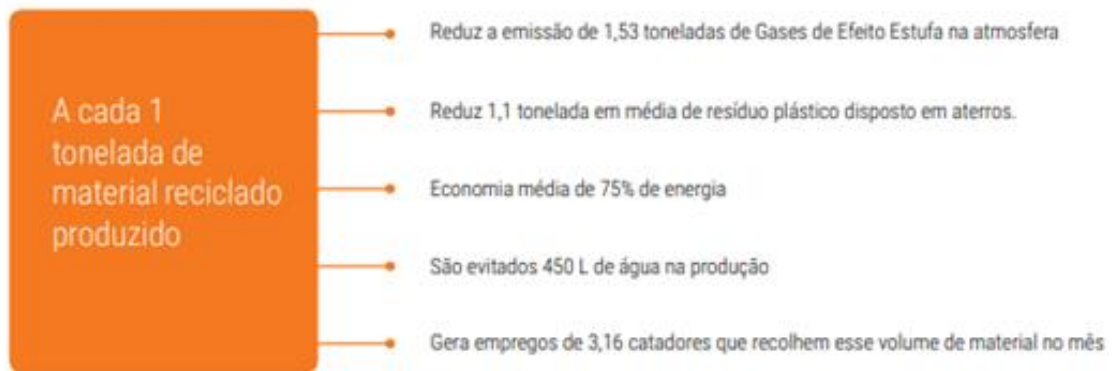 A cada 1
tonelada de
material reciclado
produzido
Reduz a emissão de 1,53 toneladas de Gases de Efeito Estufa na atmosfera
Reduz 1,1 tonelada em média de resíduo plástico disposto em aterros.
Economia média de 75% de energia
São evitados 450 L de água na produção
Gera empregos de 3,16 catadores que recolhem esse volume de material no mês